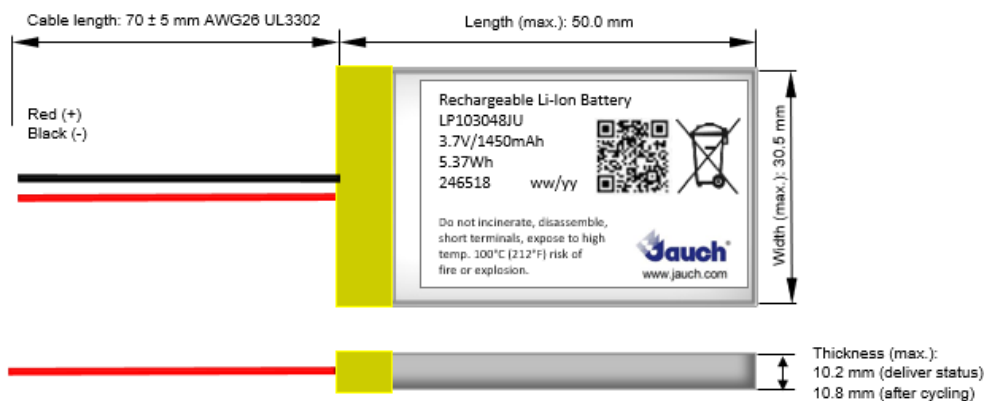 Cable length: 70 ± 5 mm AWG26 UL3302
Length (max.): 50.0 mm
Red (+)
Black (-)
Rechargeable Li-Ion Battery
LP103048JU
3.7V/1450mAh
5.37Wh
246518 ww/yy
Do not incinerate, disassemble,
short terminals, expose to high
temp. 100°C (212°F) risk of
fire or explosion.
Jauch®
www.jauch.com
Width (max.): 30.5 mm
Thickness (max.):
10.2 mm (deliver status)
10.8 mm (after cycling)